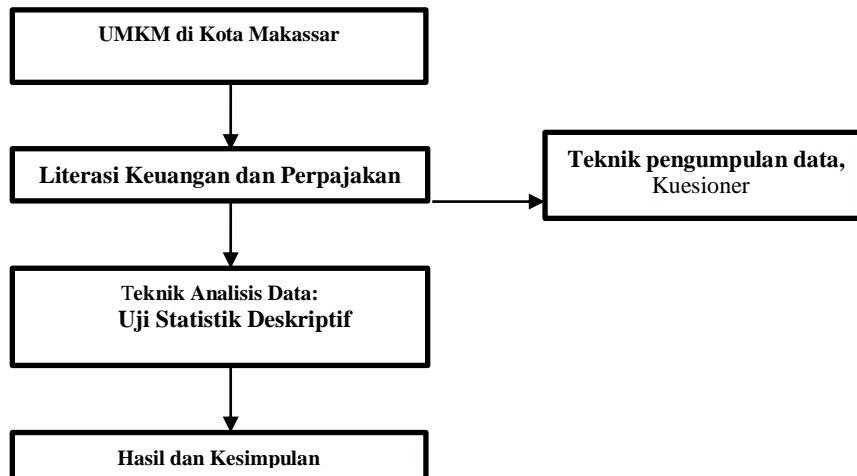 UMKM di Kota Makassar
Literasi Keuangan dan Perpajakan
Teknik pengumpulan data,
Kuesioner
Teknik Analisis Data:
Uji Statistik Deskriptif
Hasil dan Kesimpulan